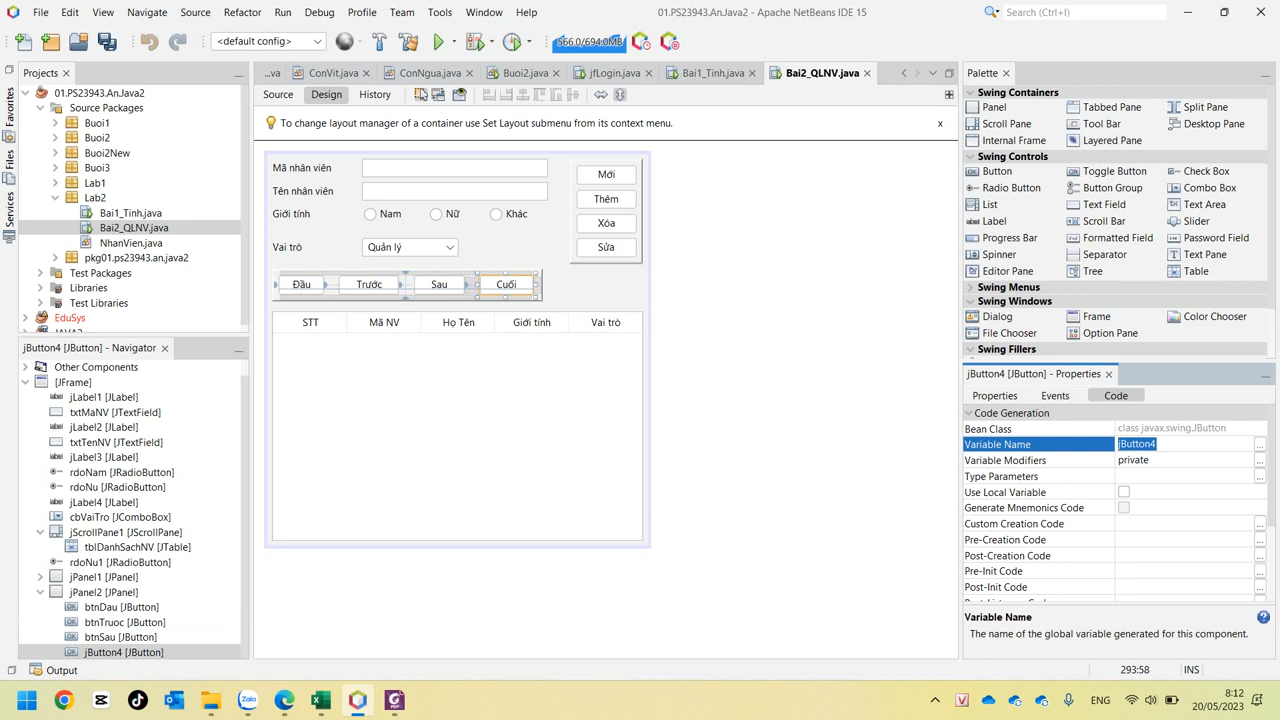 File Edit View Navigate Source Refactor Run Debug Profile Team Tools Window Help 01.PS23943.An.Java2 - Apache NetBeans IDE 15 Search (Ctrl+I)
<default config> 566.0/694.0MB
Projects ...va ConVit.java ConNgua.java Buoi2.java jfLogin.java Bai1_Tinh.java Bai2_QLNV.java Palette
Favorites
Files
Services
01.PS23943.An.Java2
Source Packages
Buoi1
Buoi2
Buoi2New
Buoi3
Lab1
Lab2
Bai1_Tinh.java
Bai2_QLNV.java
NhanVien.java
pkg01.ps23943.an.java2
Test Packages
Libraries
Test Libraries
EduSys
JAVA2
jButton4 [JButton] - Navigator
Other Components
[JFrame]
jLabel1 [JLabel]
txtMaNV [JTextField]
jLabel2 [JLabel]
txtTenNV [JTextField]
jLabel3 [JLabel]
rdoNam [JRadioButton]
rdoNu [JRadioButton]
jLabel4 [JLabel]
cbVaiTro [JComboBox]
jScrollPane1 [JScrollPane]
tblDanhSachNV [JTable]
rdoNu1 [JRadioButton]
jPanel1 [JPanel]
jPanel2 [JPanel]
btnDau [JButton]
btnTruoc [JButton]
btnSau [JButton]
jButton4 [JButton]
Output
Source Design History
To change layout manager of a container use Set Layout submenu from its context menu. x
Mã nhân viên Mới
Tên nhân viên Thêm
Giới tính Nam Nữ Khác Xóa
Vai trò Quản lý Sửa
Đầu Trước Sau Cuối
STT Mã NV Họ Tên Giới tính Vai trò
Swing Containers
Panel Tabbed Pane Split Pane
Scroll Pane Tool Bar Desktop Pane
Internal Frame Layered Pane
Swing Controls
Button Toggle Button Check Box
Radio Button Button Group Combo Box
List Text Field Text Area
Label Scroll Bar Slider
Progress Bar Formatted Field Password Field
Spinner Separator Text Pane
Editor Pane Tree Table
Swing Menus
Swing Windows
Dialog Frame Color Chooser
File Chooser Option Pane
Swing Fillers
jButton4 [JButton] - Properties
Properties Events Code
Code Generation
Bean Class class javax.swing.JButton
Variable Name jButton4 ...
Variable Modifiers private ...
Type Parameters ...
Use Local Variable
Generate Mnemonics Code
Custom Creation Code ...
Pre-Creation Code ...
Post-Creation Code ...
Pre-Init Code ...
Post-Init Code ...
Variable Name
The name of the global variable generated for this component.
293:58 INS
Zalo ENG 8:12
20/05/2023